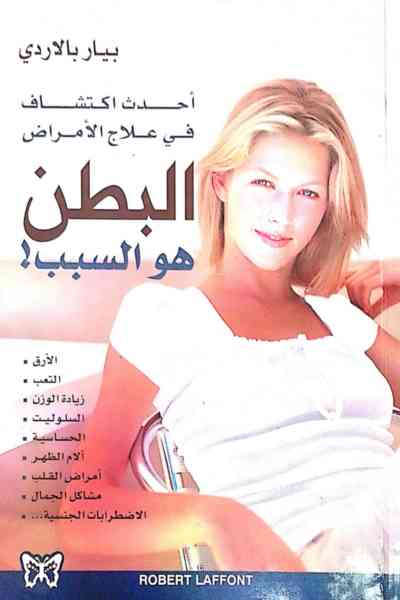 بيار بالاردي
أحدث اكتشاف
في علاج الأمراض
البطن
هو السبب!
الأرق
التعب
زيادة الوزن
السلوليت
الحساسية
آلام الظهر
أمراض القلب
مشاكل الجمال
الاضطرابات الجنسية...
ROBERT LAFFONT